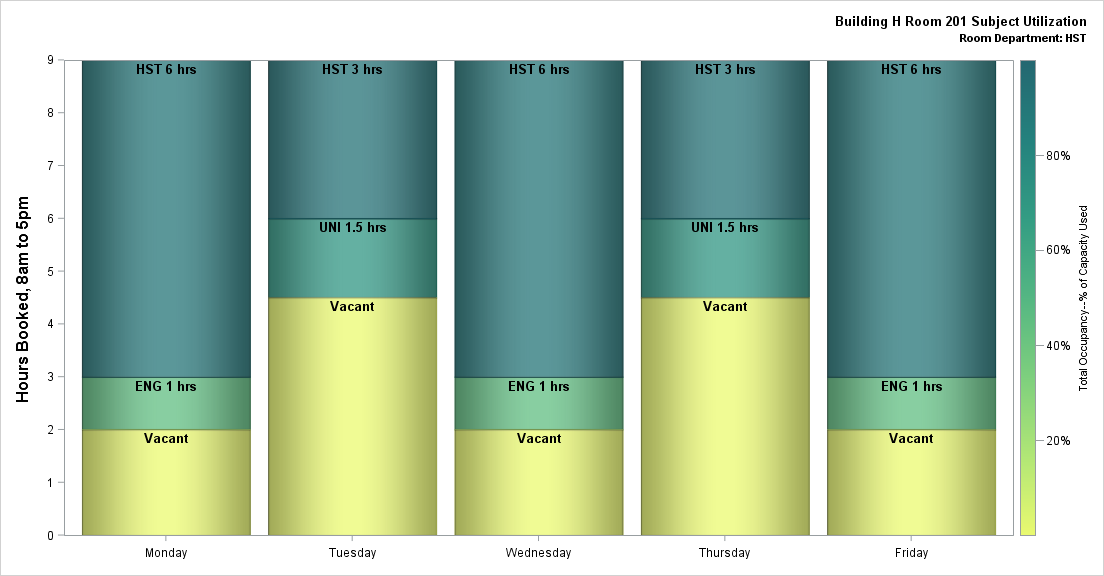 Building H Room 201 Subject Utilization
Room Department: HST
Hours Booked, 8am to 5pm
9
8
7
6
5
4
3
2
1
0
HST 6 hrs
ENG 1 hrs
Vacant
HST 3 hrs
UNI 1.5 hrs
Vacant
HST 6 hrs
ENG 1 hrs
Vacant
HST 3 hrs
UNI 1.5 hrs
Vacant
HST 6 hrs
ENG 1 hrs
Vacant
Monday
Tuesday
Wednesday
Thursday
Friday
80%
60%
40%
20%
Total Occupancy--% of Capacity Used